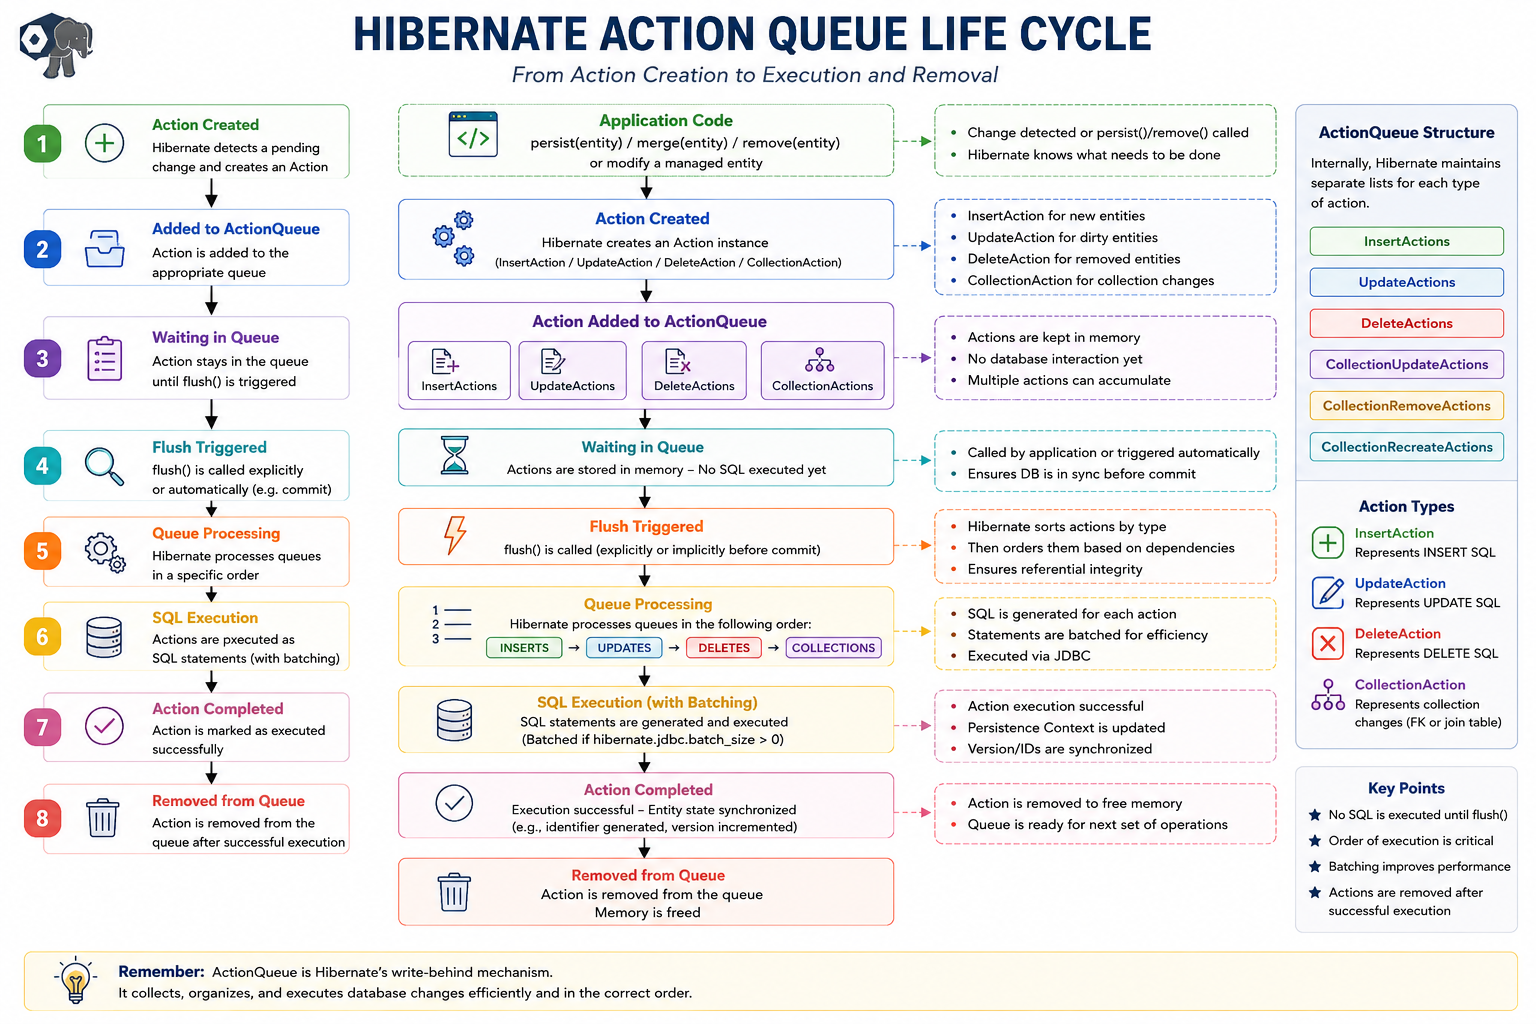 HIBERNATE ACTION QUEUE LIFE CYCLE
From Action Creation to Execution and Removal
1
Action Created
Hibernate detects a pending
change and creates an Action
2
Added to ActionQueue
Action is added to the
appropriate queue
3
Waiting in Queue
Action stays in the queue
until flush() is triggered
4
Flush Triggered
flush() is called explicitly
or automatically (e.g. commit)
5
Queue Processing
Hibernate processes queues
in a specific order
6
SQL Execution
Actions are pxecuted as
SQL statements (with batching)
7
Action Completed
Action is marked as executed
successfully
8
Removed from Queue
Action is removed from the
queue after successful execution
</>
Application Code
persist(entity) / merge(entity) / remove(entity)
or modify a managed entity
Action Created
Hibernate creates an Action instance
(InsertAction / UpdateAction / DeleteAction / CollectionAction)
Action Added to ActionQueue
InsertActions
UpdateActions
DeleteActions
CollectionActions
Waiting in Queue
Actions are stored in memory – No SQL executed yet
Flush Triggered
flush() is called (explicitly or implicitly before commit)
1
2
3
Queue Processing
Hibernate processes queues in the following order:
INSERTS → UPDATES → DELETES → COLLECTIONS
SQL Execution (with Batching)
SQL statements are generated and executed
(Batched if hibernate.jdbc.batch_size > 0)
Action Completed
Execution successful – Entity state synchronized
(e.g., identifier generated, version incremented)
Removed from Queue
Action is removed from the queue
Memory is freed
• Change detected or persist()/remove() called
• Hibernate knows what needs to be done
• InsertAction for new entities
• UpdateAction for dirty entities
• DeleteAction for removed entities
• CollectionAction for collection changes
• Actions are kept in memory
• No database interaction yet
• Multiple actions can accumulate
• Called by application or triggered automatically
• Ensures DB is in sync before commit
• Hibernate sorts actions by type
• Then orders them based on dependencies
• Ensures referential integrity
• SQL is generated for each action
• Statements are batched for efficiency
• Executed via JDBC
• Action execution successful
• Persistence Context is updated
• Version/IDs are synchronized
• Action is removed to free memory
• Queue is ready for next set of operations
ActionQueue Structure
Internally, Hibernate maintains
separate lists for each type
of action.
InsertActions
UpdateActions
DeleteActions
CollectionUpdateActions
CollectionRemoveActions
CollectionRecreateActions
Action Types
InsertAction
Represents INSERT SQL
UpdateAction
Represents UPDATE SQL
DeleteAction
Represents DELETE SQL
CollectionAction
Represents collection
changes (FK or join table)
Key Points
★ No SQL is executed until flush()
★ Order of execution is critical
★ Batching improves performance
★ Actions are removed after
successful execution
Remember: ActionQueue is Hibernate's write-behind mechanism.
It collects, organizes, and executes database changes efficiently and in the correct order.